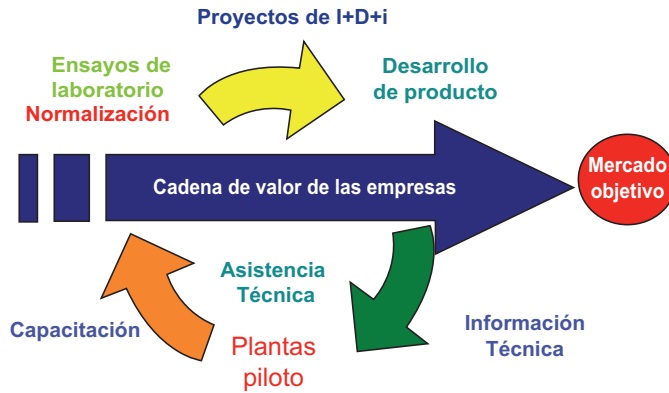 Proyectos de I+D+i
Ensayos de
laboratorio
Normalización
Desarrollo
de producto
Cadena de valor de las empresas
Mercado
objetivo
Asistencia
Técnica
Capacitación
Plantas
piloto
Información
Técnica